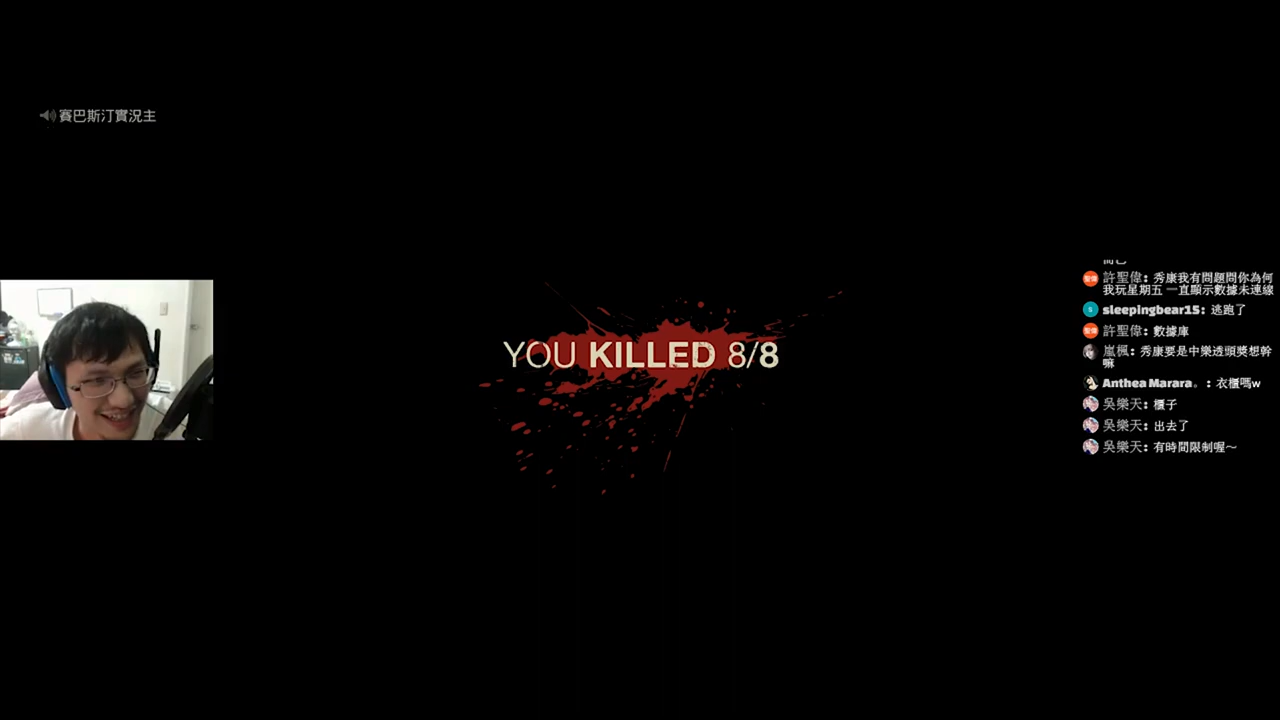 賽巴斯汀實況主
YOU KILLED 8/8
許聖偉: 秀康我有問題問你為何
我玩星期五 一直顯示數據未連線
sleepingbear15: 逃跑了
許聖偉: 數據庫
嵐楓: 秀康要是中樂透頭獎想幹
嘛
Anthea Marara。: 衣櫃嗎w
吳樂天: 櫃子
吳樂天: 出去了
吳樂天: 有時間限制喔～